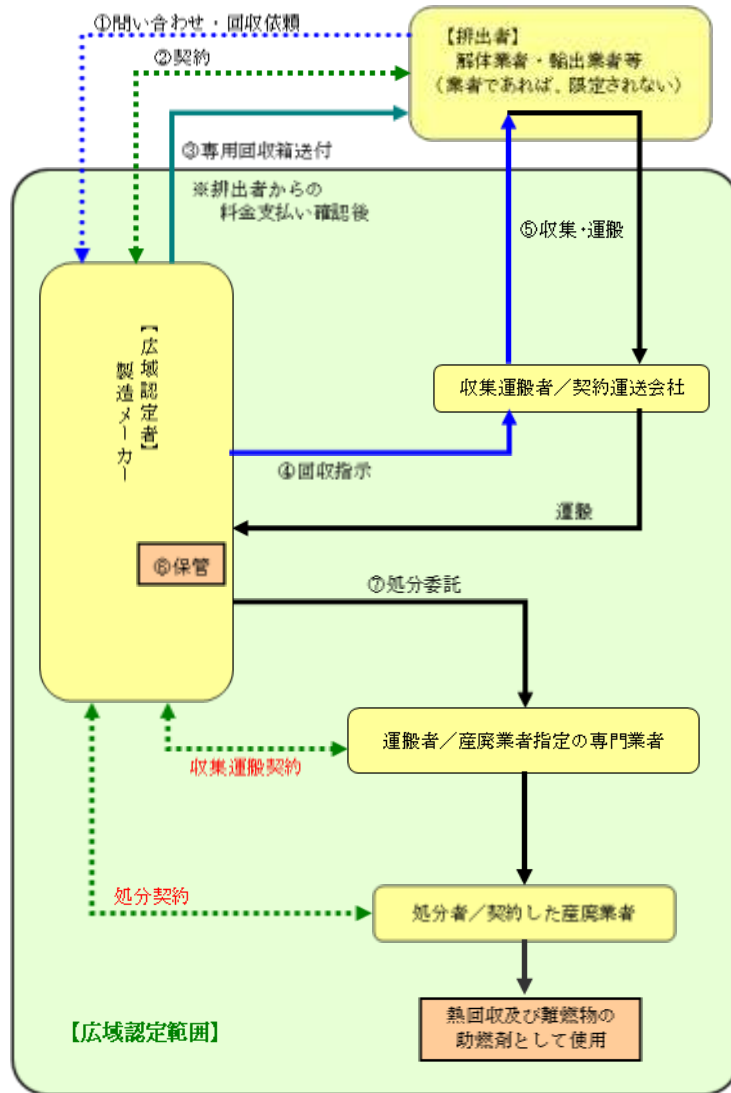 ①問い合わせ・回収依頼
【排出者】
解体業者・輸出業者等
（業者であれば、限定されない）
②契約
③専用回収箱送付
※排出者からの
料金支払い確認後
⑤収集・運搬
【広域認定者】
製造メーカー
収集運搬者／契約運送会社
④回収指示
運搬
⑥保管
⑦処分委託
運搬者／産廃業者指定の専門業者
収集運搬契約
処分契約
処分者／契約した産廃業者
熱回収及び難燃物の
助燃剤として使用
【広域認定範囲】